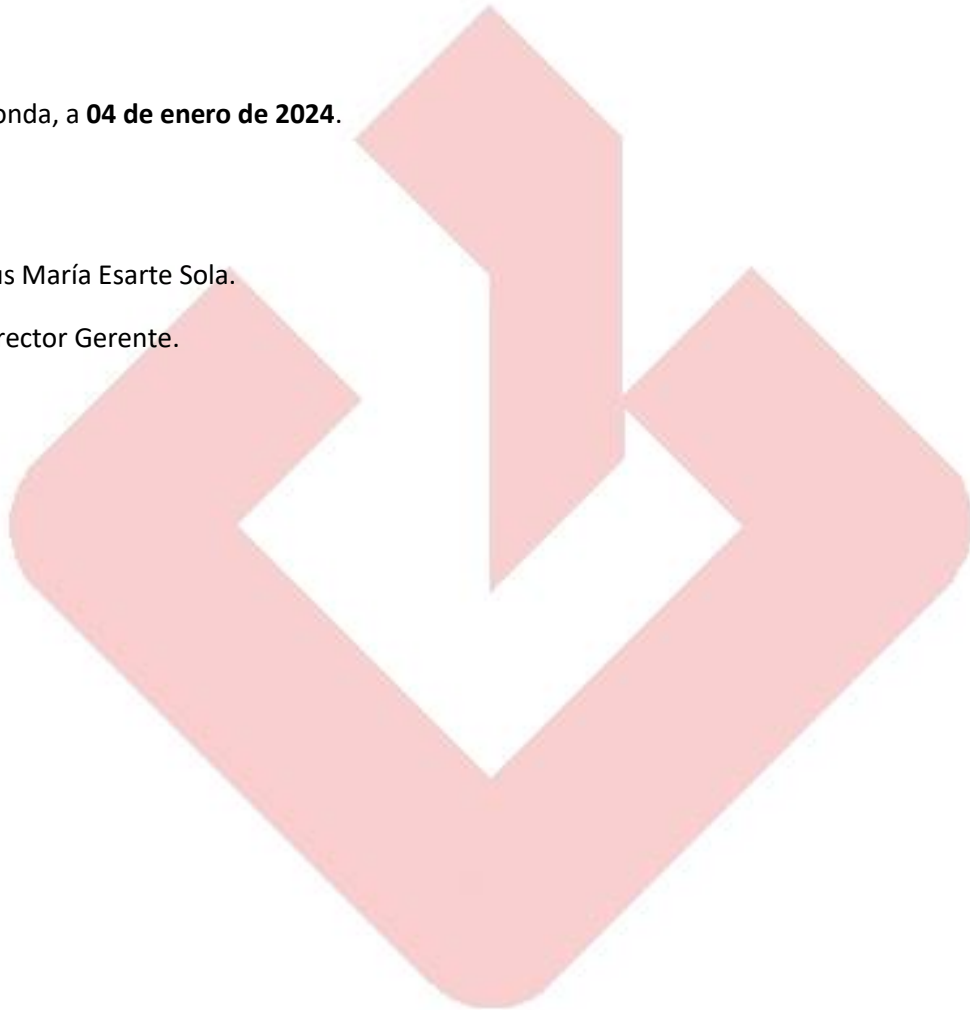 onda, a 04 de enero de 2024.
us María Esarte Sola.
rector Gerente.